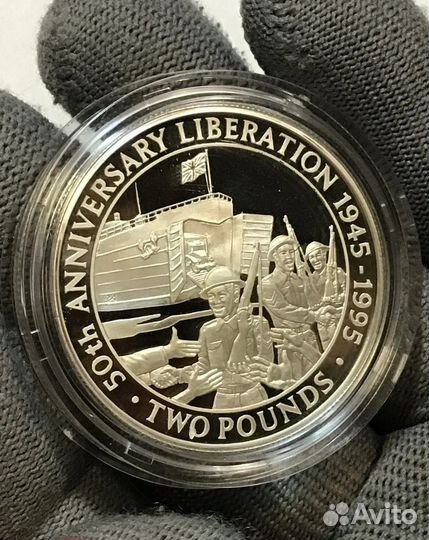 50th ANNIVERSARY LIBERATION 1945-1995 ·
· TWO POUNDS ·
Avito